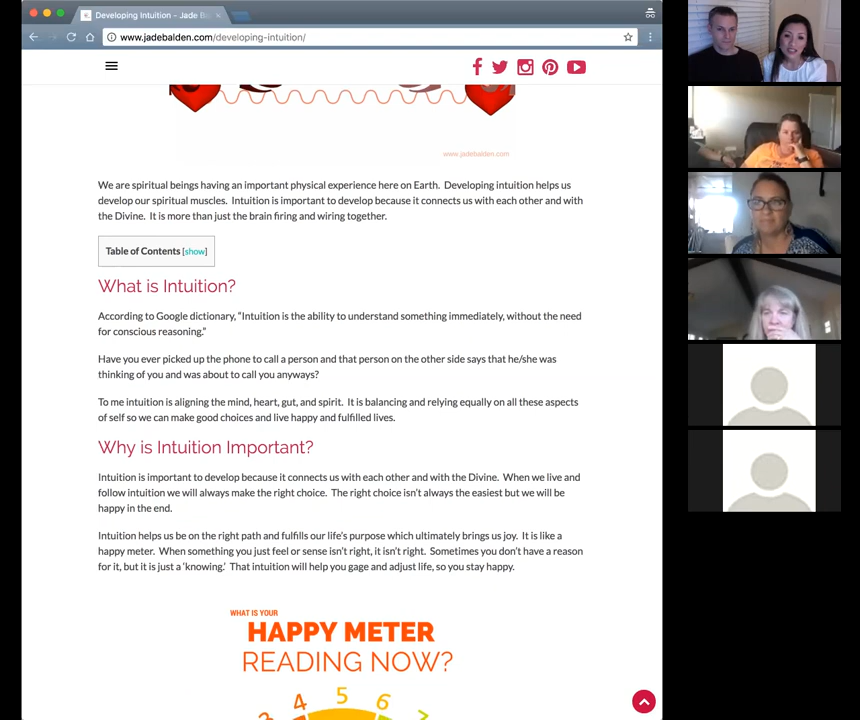 Developing Intuition - Jade Ba
www.jadebalden.com/developing-intuition/
www.jadebalden.com
We are spiritual beings having an important physical experience here on Earth. Developing intuition helps us
develop our spiritual muscles. Intuition is important to develop because it connects us with each other and with
the Divine. It is more than just the brain firing and wiring together.
Table of Contents [show]
What is Intuition?
According to Google dictionary, “Intuition is the ability to understand something immediately, without the need
for conscious reasoning.”
Have you ever picked up the phone to call a person and that person on the other side says that he/she was
thinking of you and was about to call you anyways?
To me intuition is aligning the mind, heart, gut, and spirit. It is balancing and relying equally on all these aspects
of self so we can make good choices and live happy and fulfilled lives.
Why is Intuition Important?
Intuition is important to develop because it connects us with each other and with the Divine. When we live and
follow intuition we will always make the right choice. The right choice isn’t always the easiest but we will be
happy in the end.
Intuition helps us be on the right path and fulfills our life’s purpose which ultimately brings us joy. It is like a
happy meter. When something you just feel or sense isn’t right, it isn’t right. Sometimes you don’t have a reason
for it, but it is just a ‘knowing.’ That intuition will help you gage and adjust life, so you stay happy.
WHAT IS YOUR
HAPPY METER
READING NOW?
3 4 5 6 7